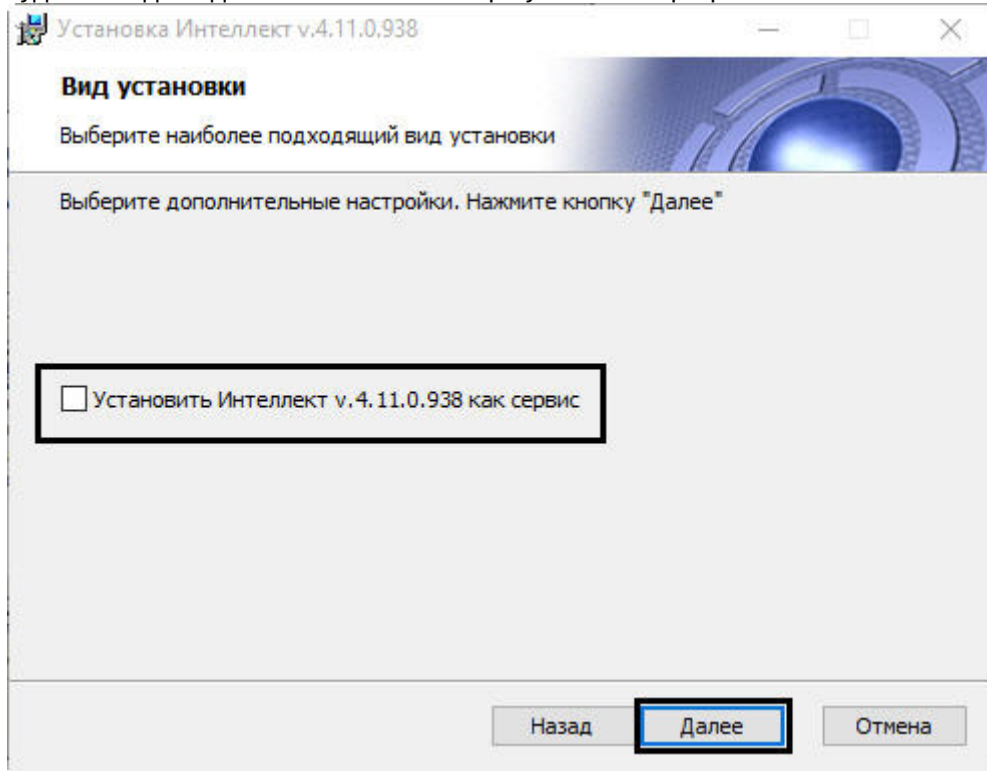 Установка Интеллект v.4.11.0.938
Вид установки
Выберите наиболее подходящий вид установки
Выберите дополнительные настройки. Нажмите кнопку "Далее"
Установить Интеллект v.4.11.0.938 как сервис
Назад Далее Отмена